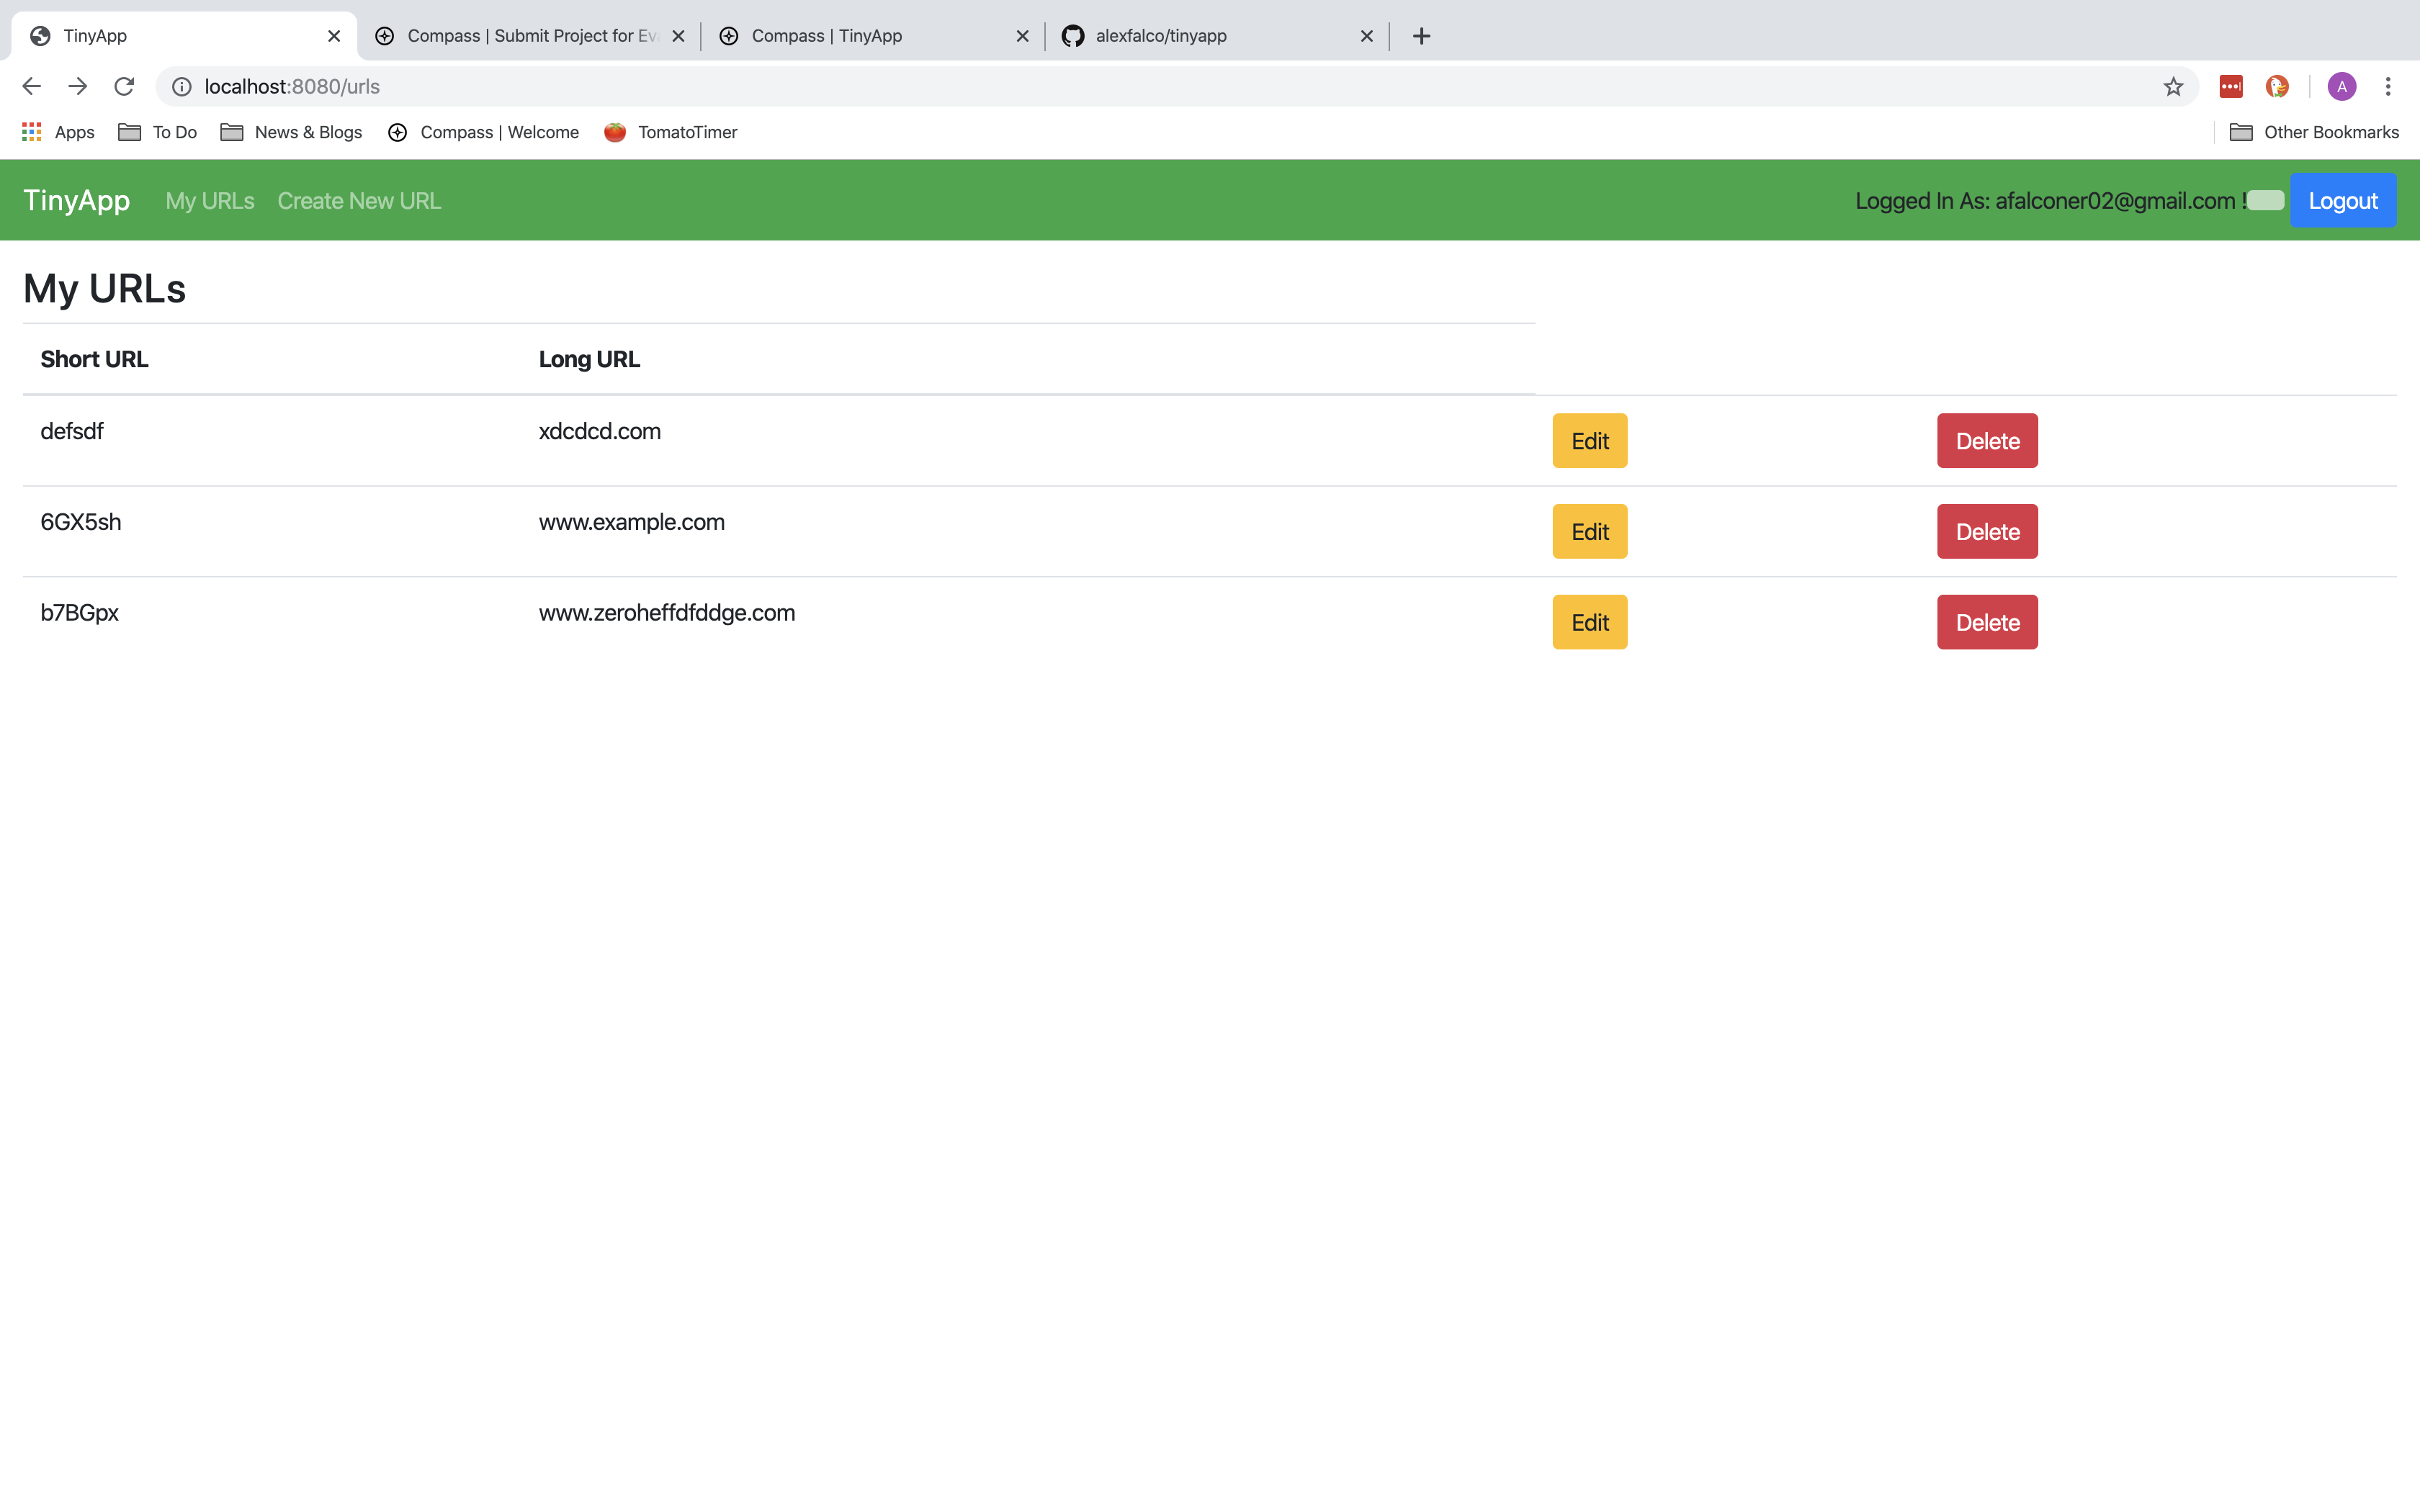 TinyApp
Compass | Submit Project for Ev
Compass | TinyApp
alexfalco/tinyapp
localhost:8080/urls
A
Apps
To Do
News & Blogs
Compass | Welcome
TomatoTimer
Other Bookmarks
TinyApp
My URLs
Create New URL
Logged In As: afalconer02@gmail.com !
Logout
My URLs
Short URL
Long URL
defsdf
xdcdcd.com
Edit
Delete
6GX5sh
www.example.com
Edit
Delete
b7BGpx
www.zeroheffdfddge.com
Edit
Delete